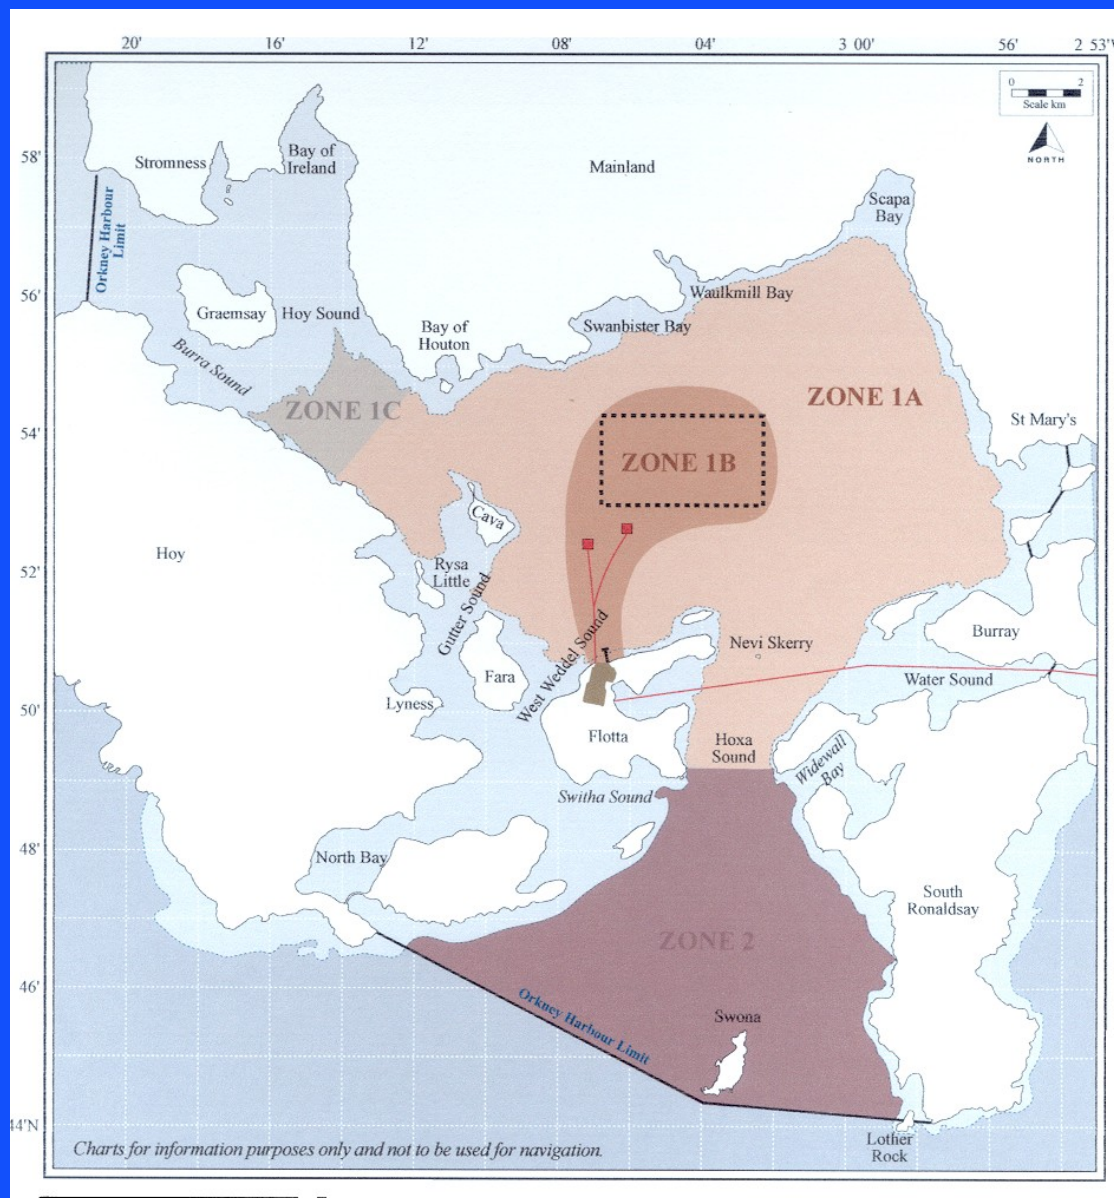 20' 16' 12' 08' 04' 3 00' 56' 2 53'W
0 2
Scale km
NORTH
58'
Stromness
Bay of
Ireland
Mainland
Scapa
Bay
Orkney Harbour
Limit
56'
Graemsay
Hoy Sound
Bay of
Houton
Waulkmill Bay
Swanbister Bay
Burra Sound
ZONE 1C
ZONE 1A
54'
St Mary's
ZONE 1B
Cava
Hoy
52'
Rysa
Little
Gutter Sound
West Weddel Sound
Nevi Skerry
Burray
Fara
Water Sound
50'
Lyness
Flotta
Hoxa
Sound
Widewall
Bay
Switha Sound
48'
North Bay
South
Ronaldsay
ZONE 2
46'
Orkney Harbour Limit
Swona
44'N
Lother
Rock
Charts for information purposes only and not to be used for navigation.